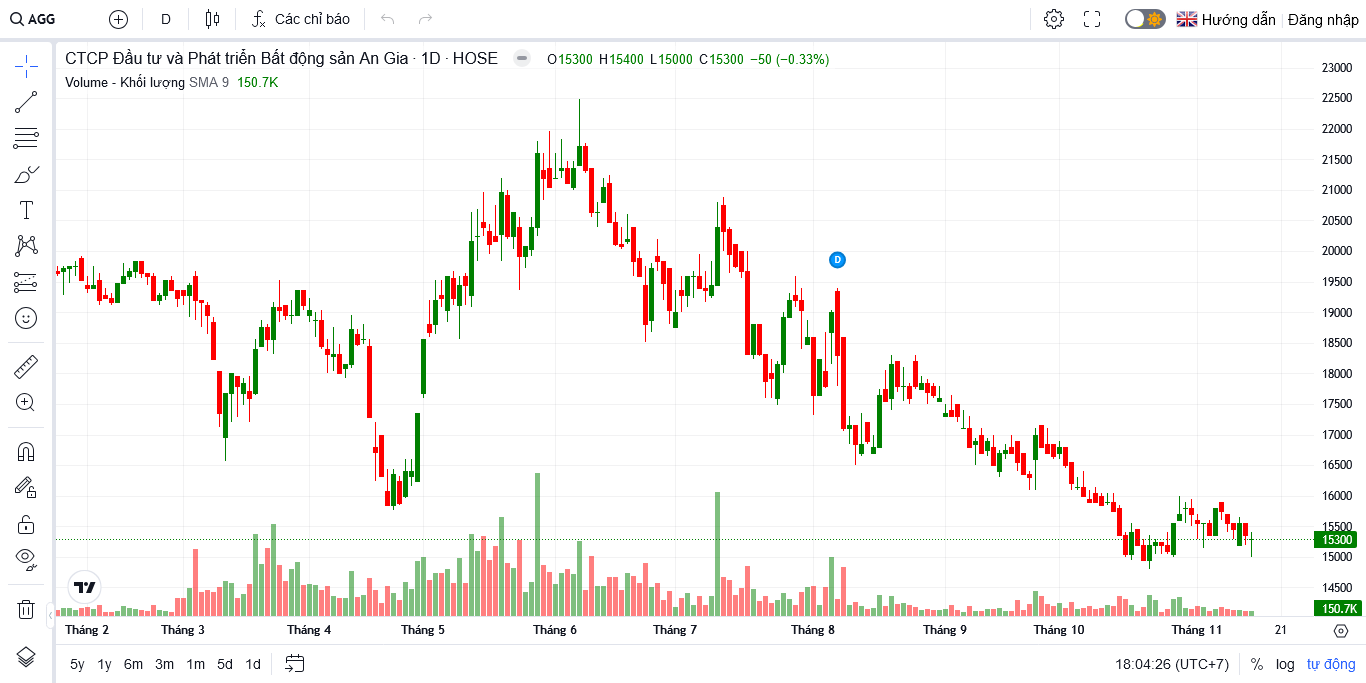 AGG D Các chỉ báo Hướng dẫn Đăng nhập
CTCP Đầu tư và Phát triển Bất động sản An Gia · 1D · HOSE O15300 H15400 L15000 C15300 −50 (−0.33%)
Volume - Khối lượng SMA 9 150.7K
23000
22500
22000
21500
21000
20500
20000
D
19500
19000
18500
18000
17500
17000
16500
16000
15500
15300
15000
14500
150.7K
Tháng 2 Tháng 3 Tháng 4 Tháng 5 Tháng 6 Tháng 7 Tháng 8 Tháng 9 Tháng 10 Tháng 11 21
5y 1y 6m 3m 1m 5d 1d 18:04:26 (UTC+7) % log tự động